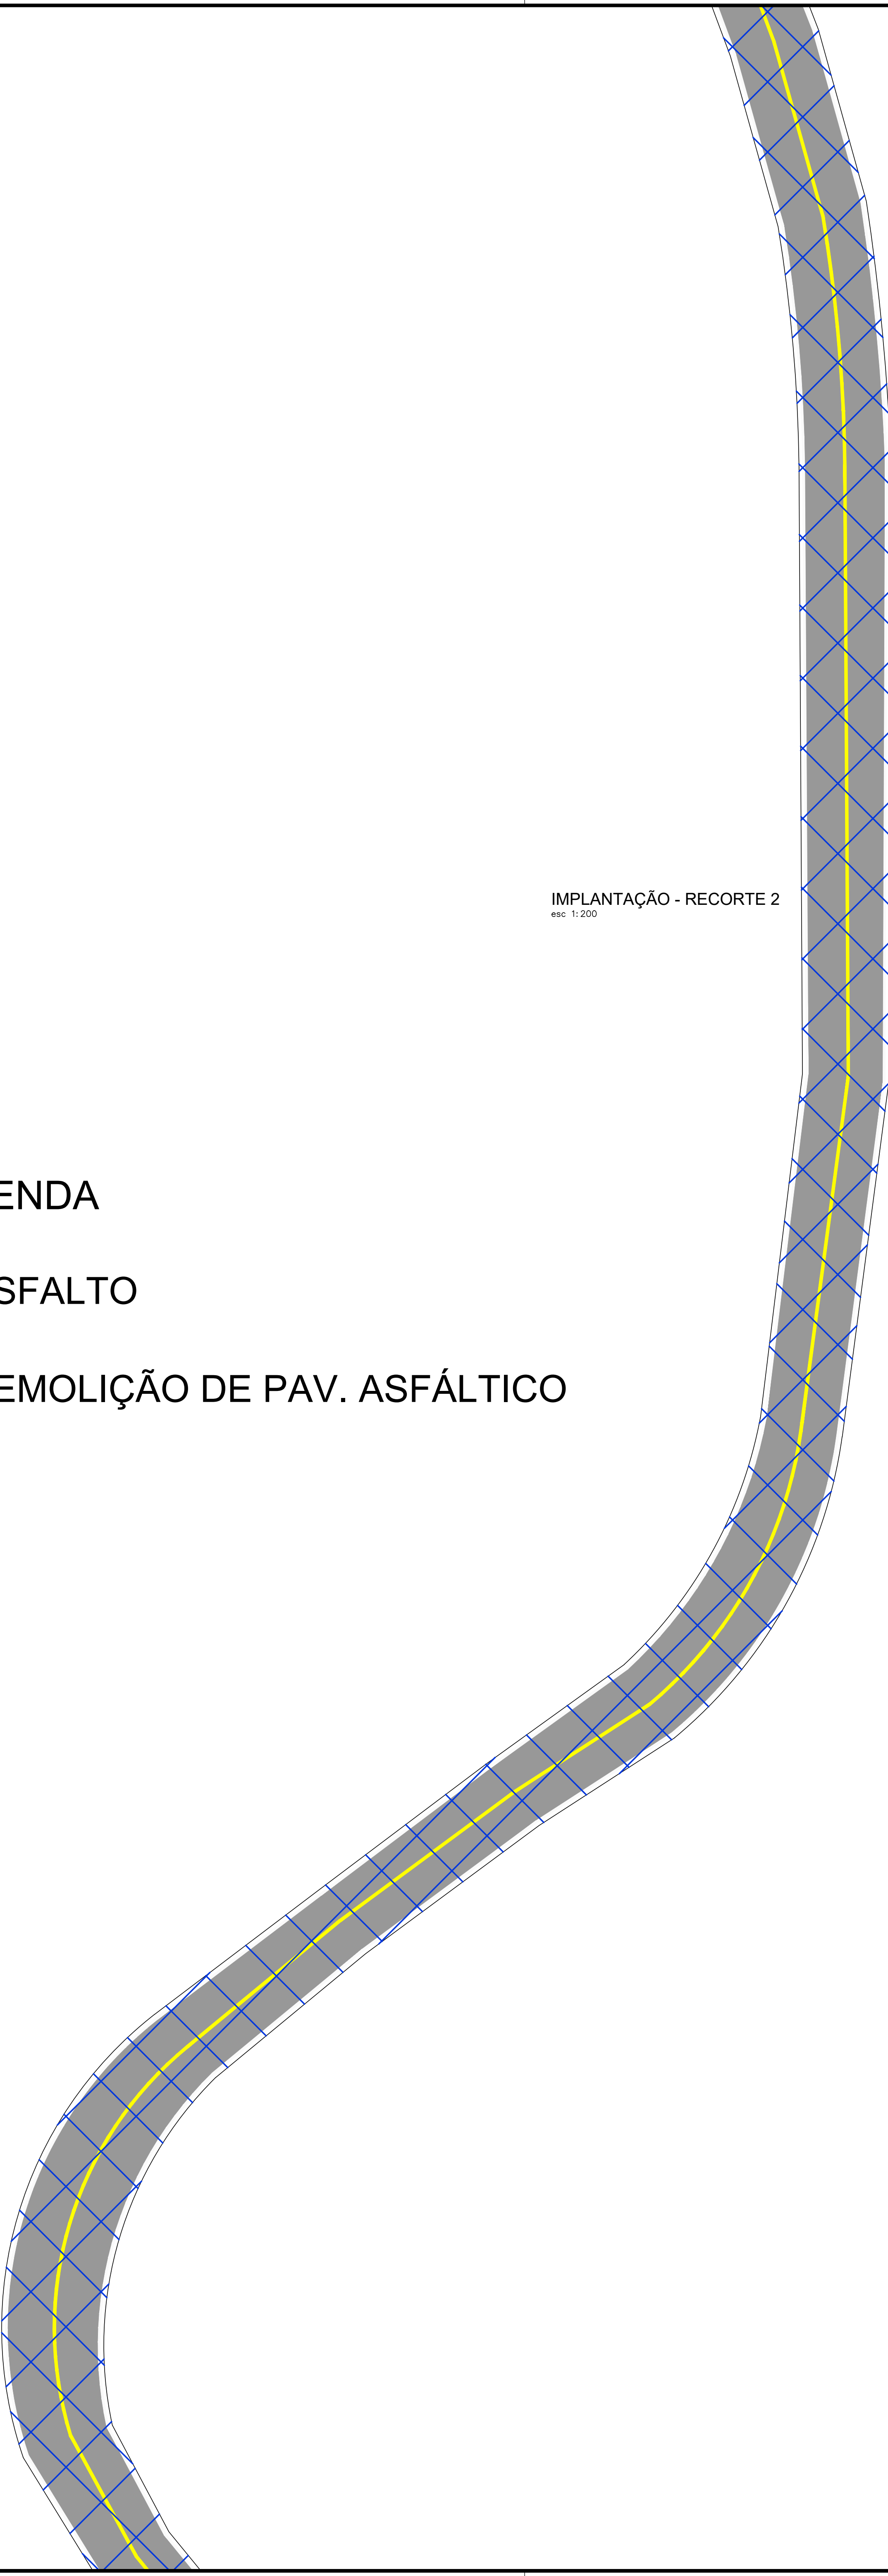 IMPLANTAÇÃO - RECORTE 2
esc 1:200
ENDA
SFALTO
EMOLIÇÃO DE PAV. ASFÁLTICO